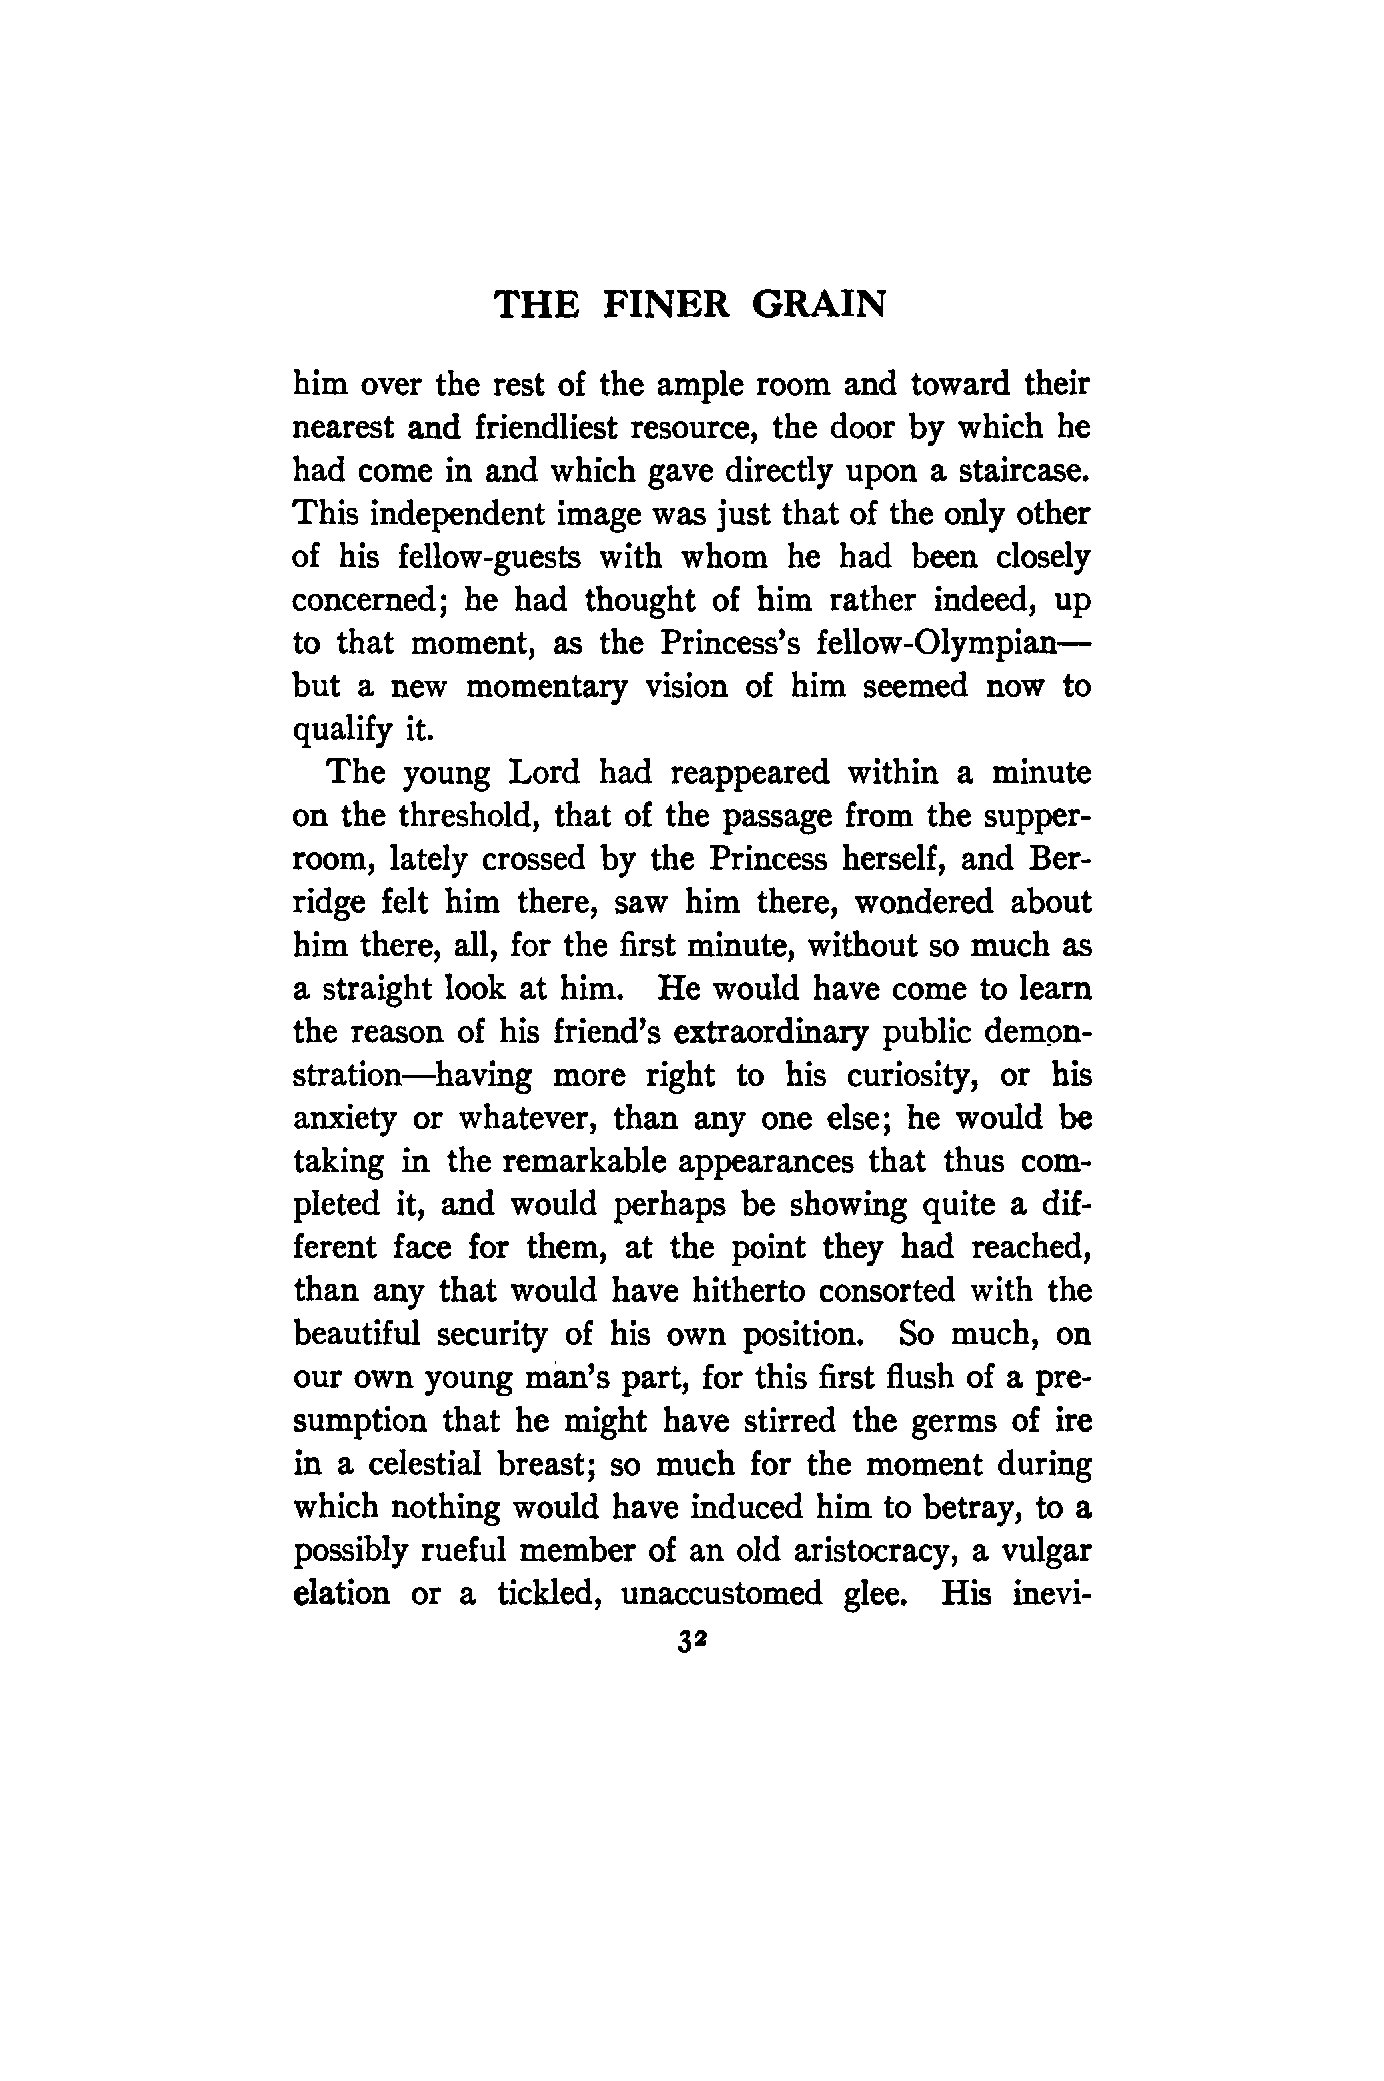 THE FINER GRAIN
him over the rest of the ample room and toward their
nearest and friendliest resource, the door by which he
had come in and which gave directly upon a staircase.
This independent image was just that of the only other
of his fellow-guests with whom he had been closely
concerned; he had thought of him rather indeed, up
to that moment, as the Princess's fellow-Olympian—
but a new momentary vision of him seemed now to
qualify it.
The young Lord had reappeared within a minute
on the threshold, that of the passage from the supper-
room, lately crossed by the Princess herself, and Ber-
ridge felt him there, saw him there, wondered about
him there, all, for the first minute, without so much as
a straight look at him. He would have come to learn
the reason of his friend's extraordinary public demon-
stration—having more right to his curiosity, or his
anxiety or whatever, than any one else; he would be
taking in the remarkable appearances that thus com-
pleted it, and would perhaps be showing quite a dif-
ferent face for them, at the point they had reached,
than any that would have hitherto consorted with the
beautiful security of his own position. So much, on
our own young man's part, for this first flush of a pre-
sumption that he might have stirred the germs of ire
in a celestial breast; so much for the moment during
which nothing would have induced him to betray, to a
possibly rueful member of an old aristocracy, a vulgar
elation or a tickled, unaccustomed glee. His inevi-
32